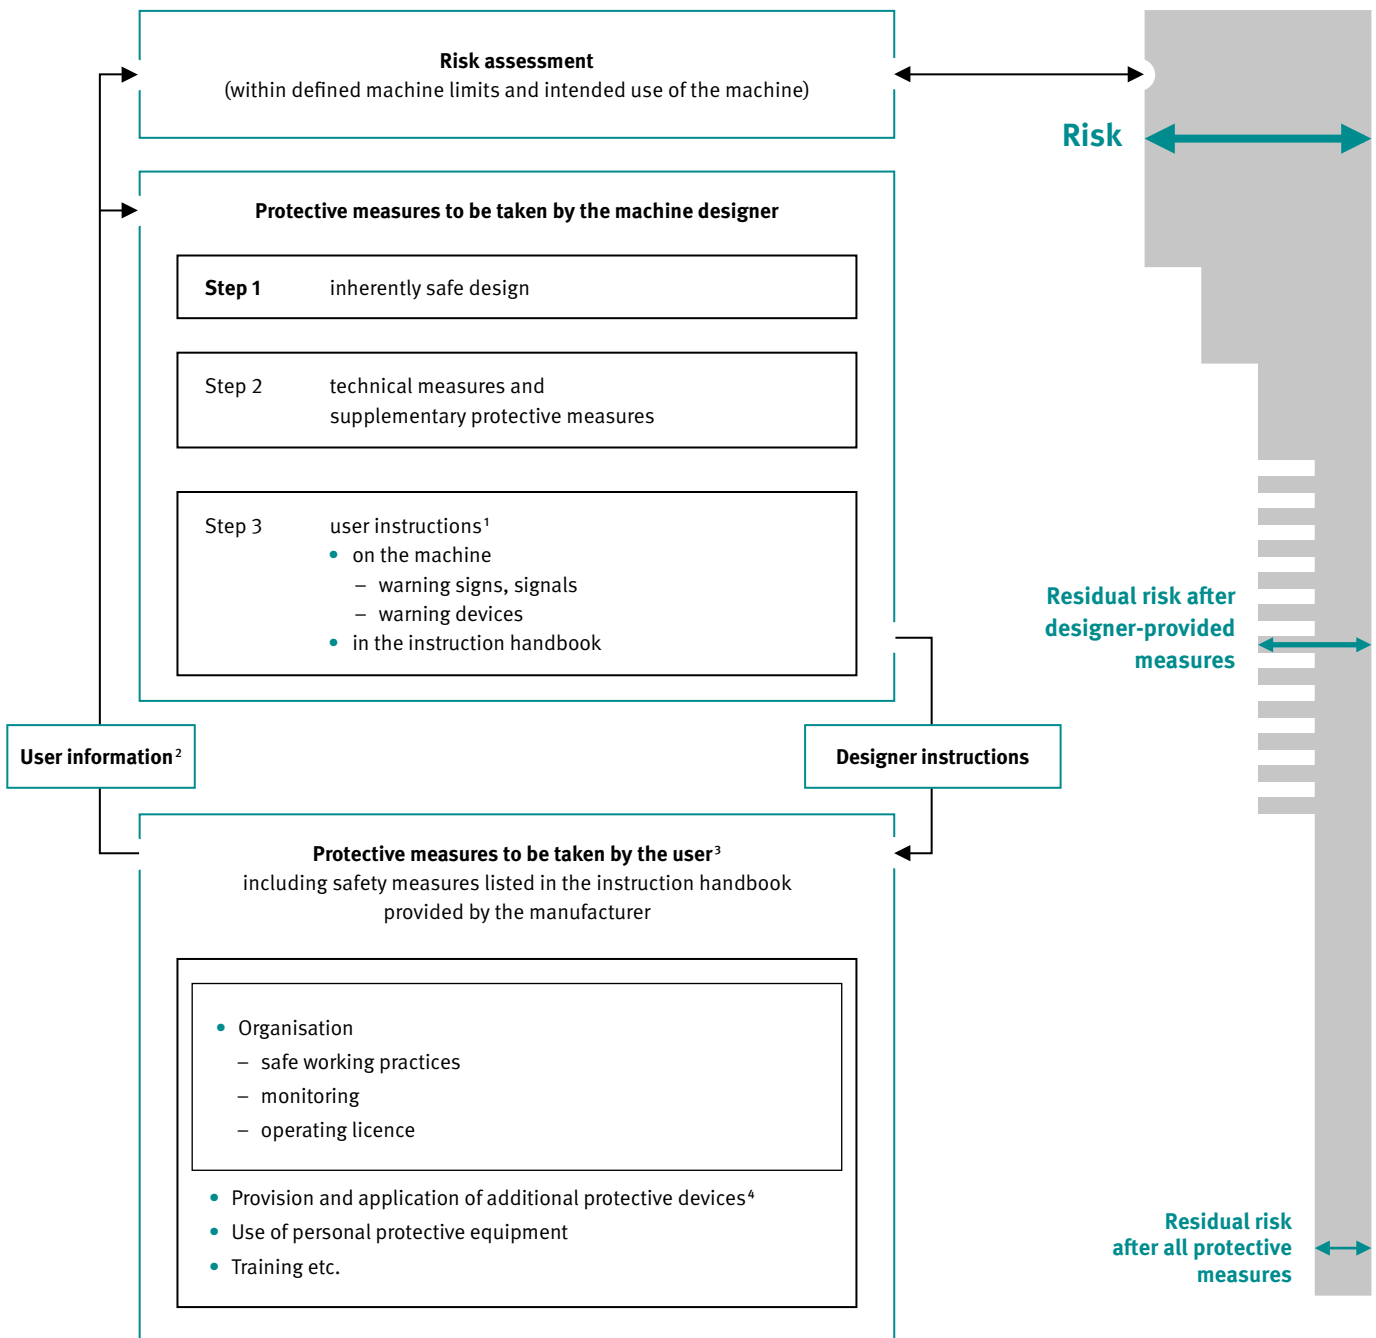 Risk assessment
(within defined machine limits and intended use of the machine)
Risk
Protective measures to be taken by the machine designer
Step 1 inherently safe design
Step 2 technical measures and
supplementary protective measures
Step 3 user instructions¹
• on the machine
– warning signs, signals
– warning devices
• in the instruction handbook
Residual risk after
designer-provided
measures
User information²
Designer instructions
Protective measures to be taken by the user³
including safety measures listed in the instruction handbook
provided by the manufacturer
• Organisation
– safe working practices
– monitoring
– operating licence
• Provision and application of additional protective devices⁴
• Use of personal protective equipment
• Training etc.
Residual risk
after all protective
measures